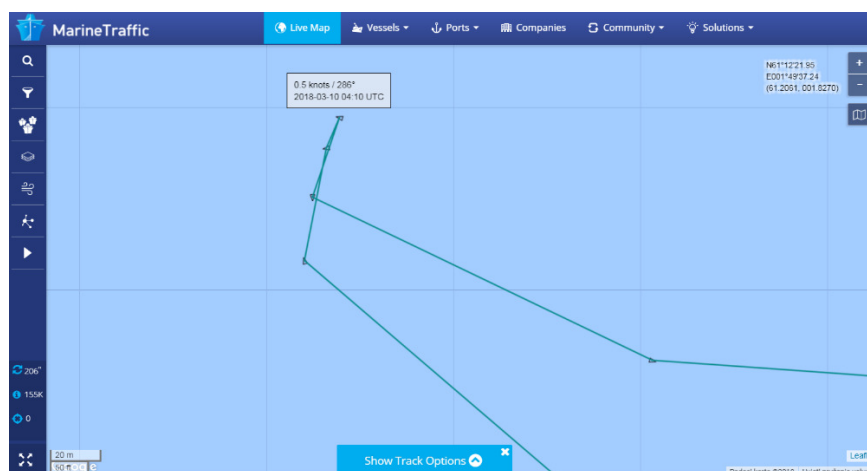 MarineTraffic
Live Map
Vessels
Ports
Companies
Community
Solutions
0.5 knots / 286°
2018-03-10 04:10 UTC
N61°12'21.95
E001°49'37.24
(61.2061, 001.8270)
+
−
206"
155K
0
20 m
Show Track Options